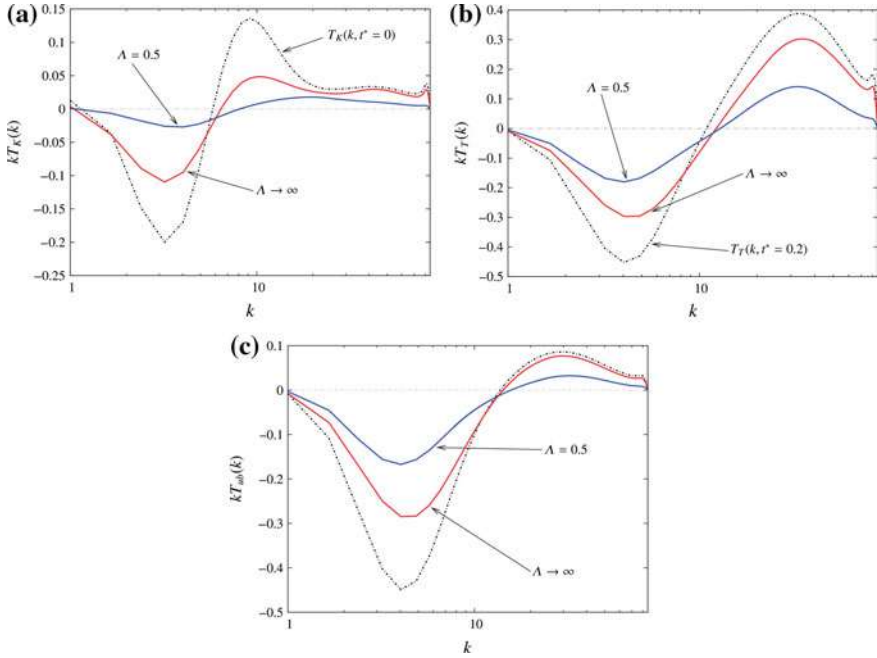 (a)
0.15
0.1
0.05
0
−0.05
−0.1
−0.15
−0.2
−0.25
kT_K(k)
Λ = 0.5
T_K(k, t* = 0)
Λ → ∞
1
10
k
(b)
0.4
0.3
0.2
0.1
0
−0.1
−0.2
−0.3
−0.4
−0.5
kT_T(k)
Λ = 0.5
Λ → ∞
T_T(k, t* = 0.2)
1
10
k
(c)
0.1
0
−0.1
−0.2
−0.3
−0.4
−0.5
kT_ub(k)
Λ = 0.5
Λ → ∞
1
10
k